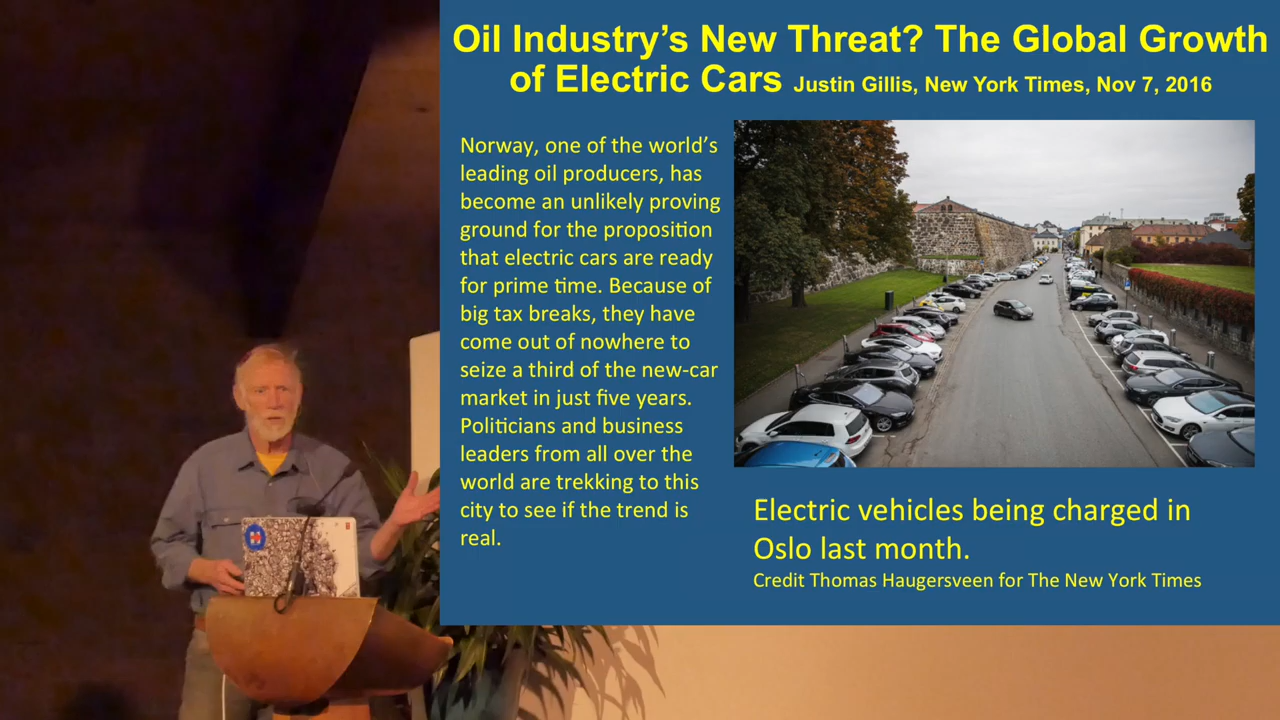 Oil Industry's New Threat? The Global Growth
of Electric Cars Justin Gillis, New York Times, Nov 7, 2016
Norway, one of the world's
leading oil producers, has
become an unlikely proving
ground for the proposition
that electric cars are ready
for prime time. Because of
big tax breaks, they have
come out of nowhere to
seize a third of the new-car
market in just five years.
Politicians and business
leaders from all over the
world are trekking to this
city to see if the trend is
real.
Electric vehicles being charged in
Oslo last month.
Credit Thomas Haugersveen for The New York Times
H